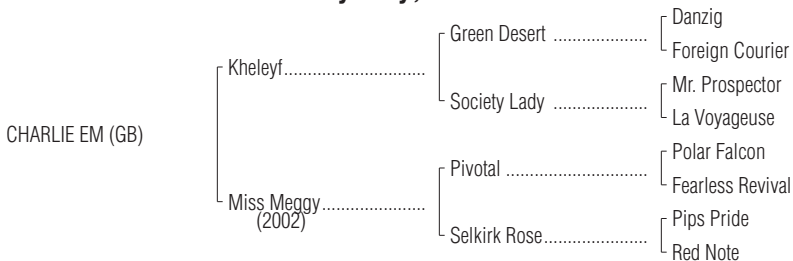 Danzig
Green Desert ........................
Foreign Courier
Kheleyf....................................
Mr. Prospector
Society Lady ........................
La Voyageuse
CHARLIE EM (GB)
Polar Falcon
Pivotal ....................................
Fearless Revival
Miss Meggy...........................
(2002)
Pips Pride
Selkirk Rose...........................
Red Note